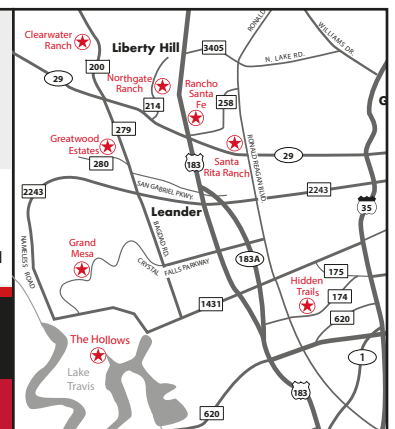 RONALD
WILLIAMS DR.
Clearwater
Ranch
Liberty Hill
3405
N. LAKE RD.
200
29
Northgate
Ranch
Rancho
Santa
Fe
214
258
G
279
Greatwood
Estates
280
183
Santa
Rita Ranch
RONALD REAGAN BLVD.
29
SAN GABRIEL PKWY.
2243
2243
35
Leander
BAGDAD RD.
NAMELESS ROAD
Grand
Mesa
CRYSTAL FALLS PARKWAY
183A
175
Hidden
Trails
174
1431
620
The Hollows
1
Lake
Travis
183
620